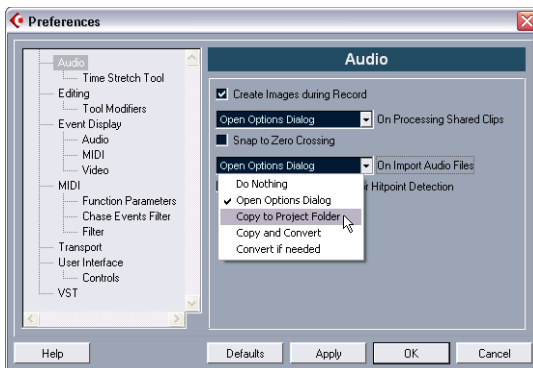 Preferences
Audio
Time Stretch Tool
Editing
Tool Modifiers
Event Display
Audio
MIDI
Video
MIDI
Function Parameters
Chase Events Filter
Filter
Transport
User Interface
Controls
VST
Audio
Create Images during Record
Open Options Dialog On Processing Shared Clips
Snap to Zero Crossing
Open Options Dialog On Import Audio Files
Hitpoint Detection
Do Nothing
Open Options Dialog
Copy to Project Folder
Copy and Convert
Convert if needed
Help Defaults Apply OK Cancel